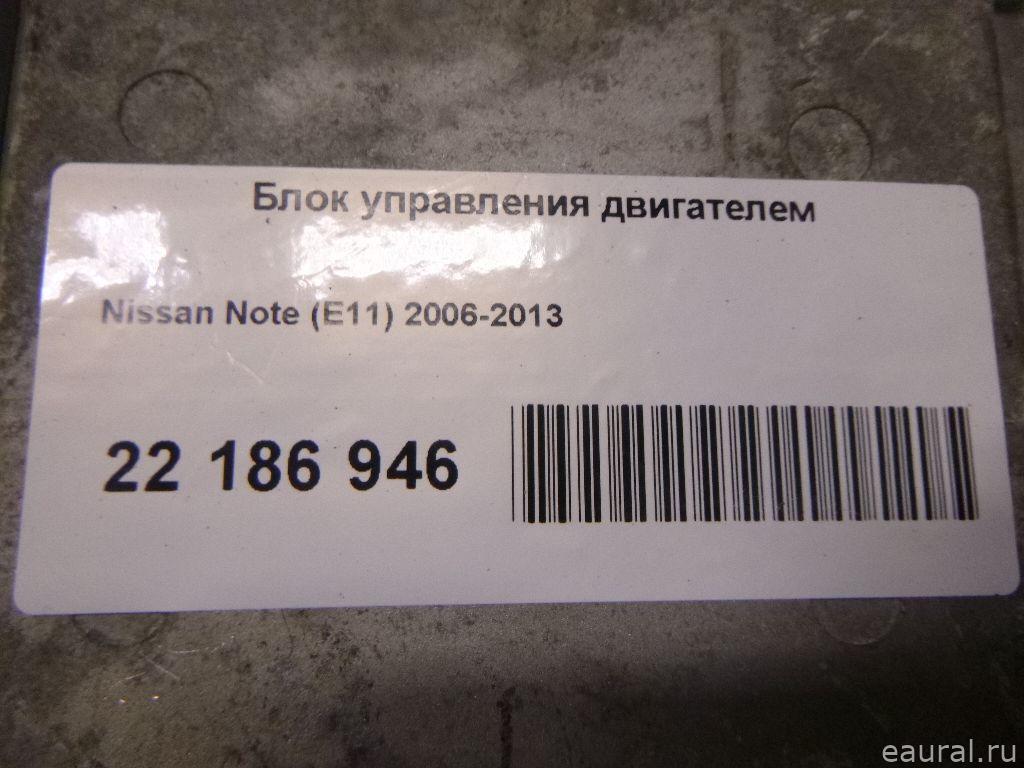 Блок управления двигателем
Nissan Note (E11) 2006-2013
22 186 946
eaural.ru